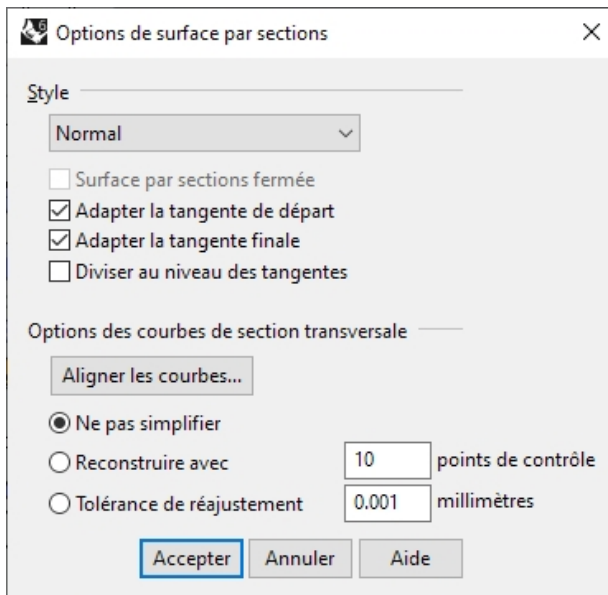 Options de surface par sections
Style
Normal
Surface par sections fermée
Adapter la tangente de départ
Adapter la tangente finale
Diviser au niveau des tangentes
Options des courbes de section transversale
Aligner les courbes...
Ne pas simplifier
Reconstruire avec 10 points de contrôle
Tolérance de réajustement 0.001 millimètres
Accepter Annuler Aide